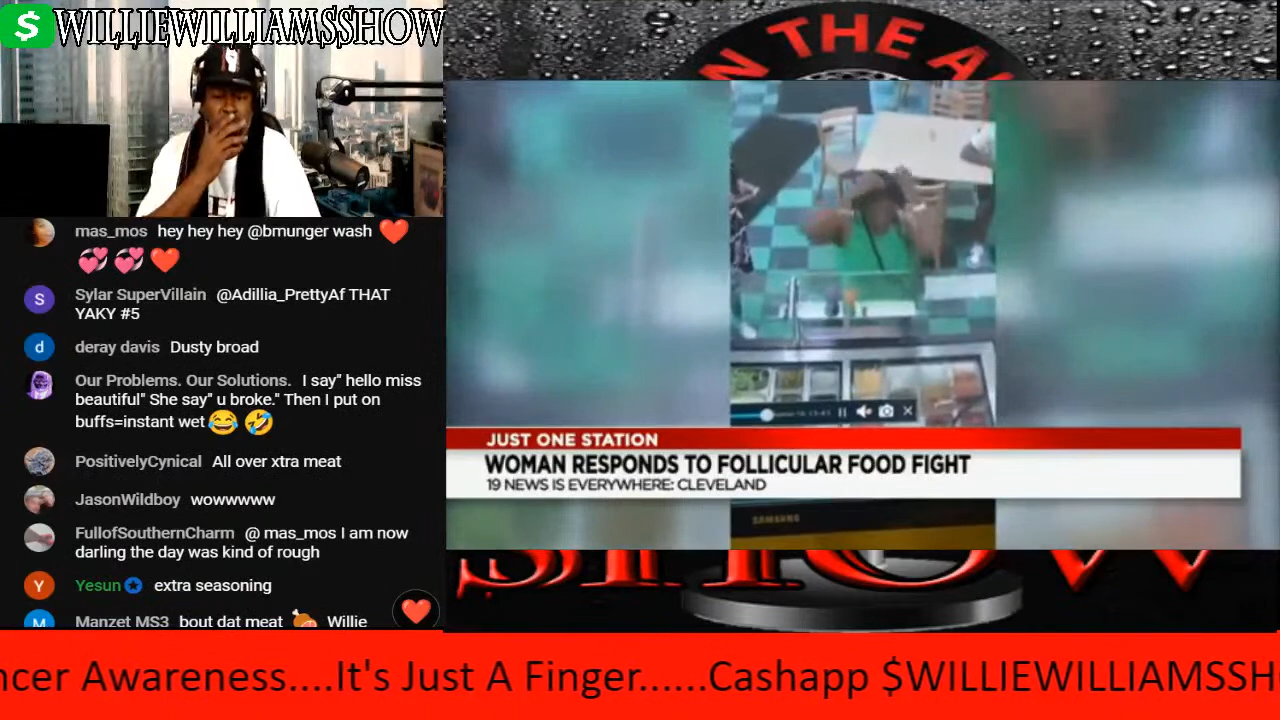 $ WILLIEWILLIAMSSHOW
ON THE A
mas_mos hey hey hey @bmunger wash
Sylar SuperVillain @Adillia_PrettyAf THAT
YAKY #5
deray davis Dusty broad
Our Problems. Our Solutions. I say" hello miss
beautiful" She say" u broke." Then I put on
buffs=instant wet
PositivelyCynical All over xtra meat
JasonWildboy wowwwww
FullofSouthernCharm @ mas_mos I am now
darling the day was kind of rough
Yesun extra seasoning
Manzet MS3 bout dat meat Willie
JUST ONE STATION
WOMAN RESPONDS TO FOLLICULAR FOOD FIGHT
19 NEWS IS EVERYWHERE: CLEVELAND
SAMSUNG
SHOW
ncer Awareness....It's Just A Finger......Cashapp $WILLIEWILLIAMSSH